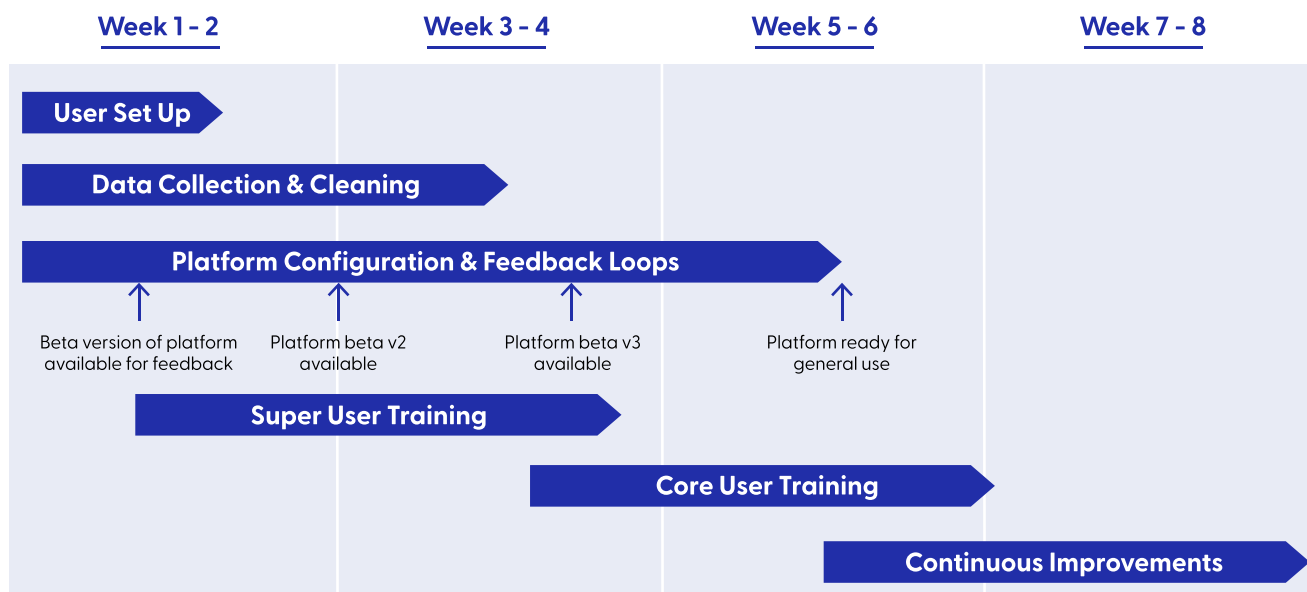 Week 1 - 2
Week 3 - 4
Week 5 - 6
Week 7 - 8
User Set Up
Data Collection & Cleaning
Platform Configuration & Feedback Loops
Beta version of platform
available for feedback
Platform beta v2
available
Platform beta v3
available
Platform ready for
general use
Super User Training
Core User Training
Continuous Improvements